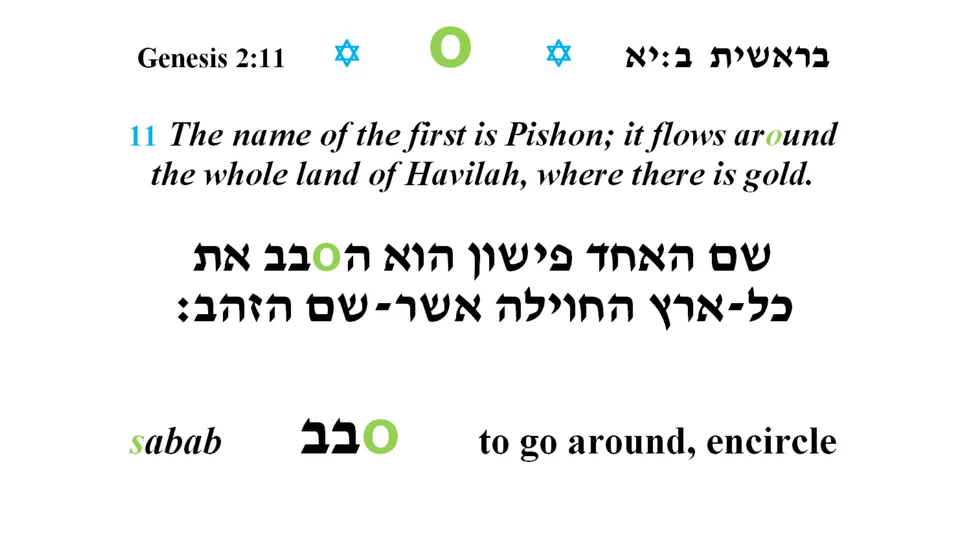 Genesis 2:11 ✡ ס ✡ בראשית ב:יא
11 The name of the first is Pishon; it flows around
the whole land of Havilah, where there is gold.
שם האחד פישון הוא הסבב את
כל-ארץ החוילה אשר-שם הזהב:
sabab סבב to go around, encircle